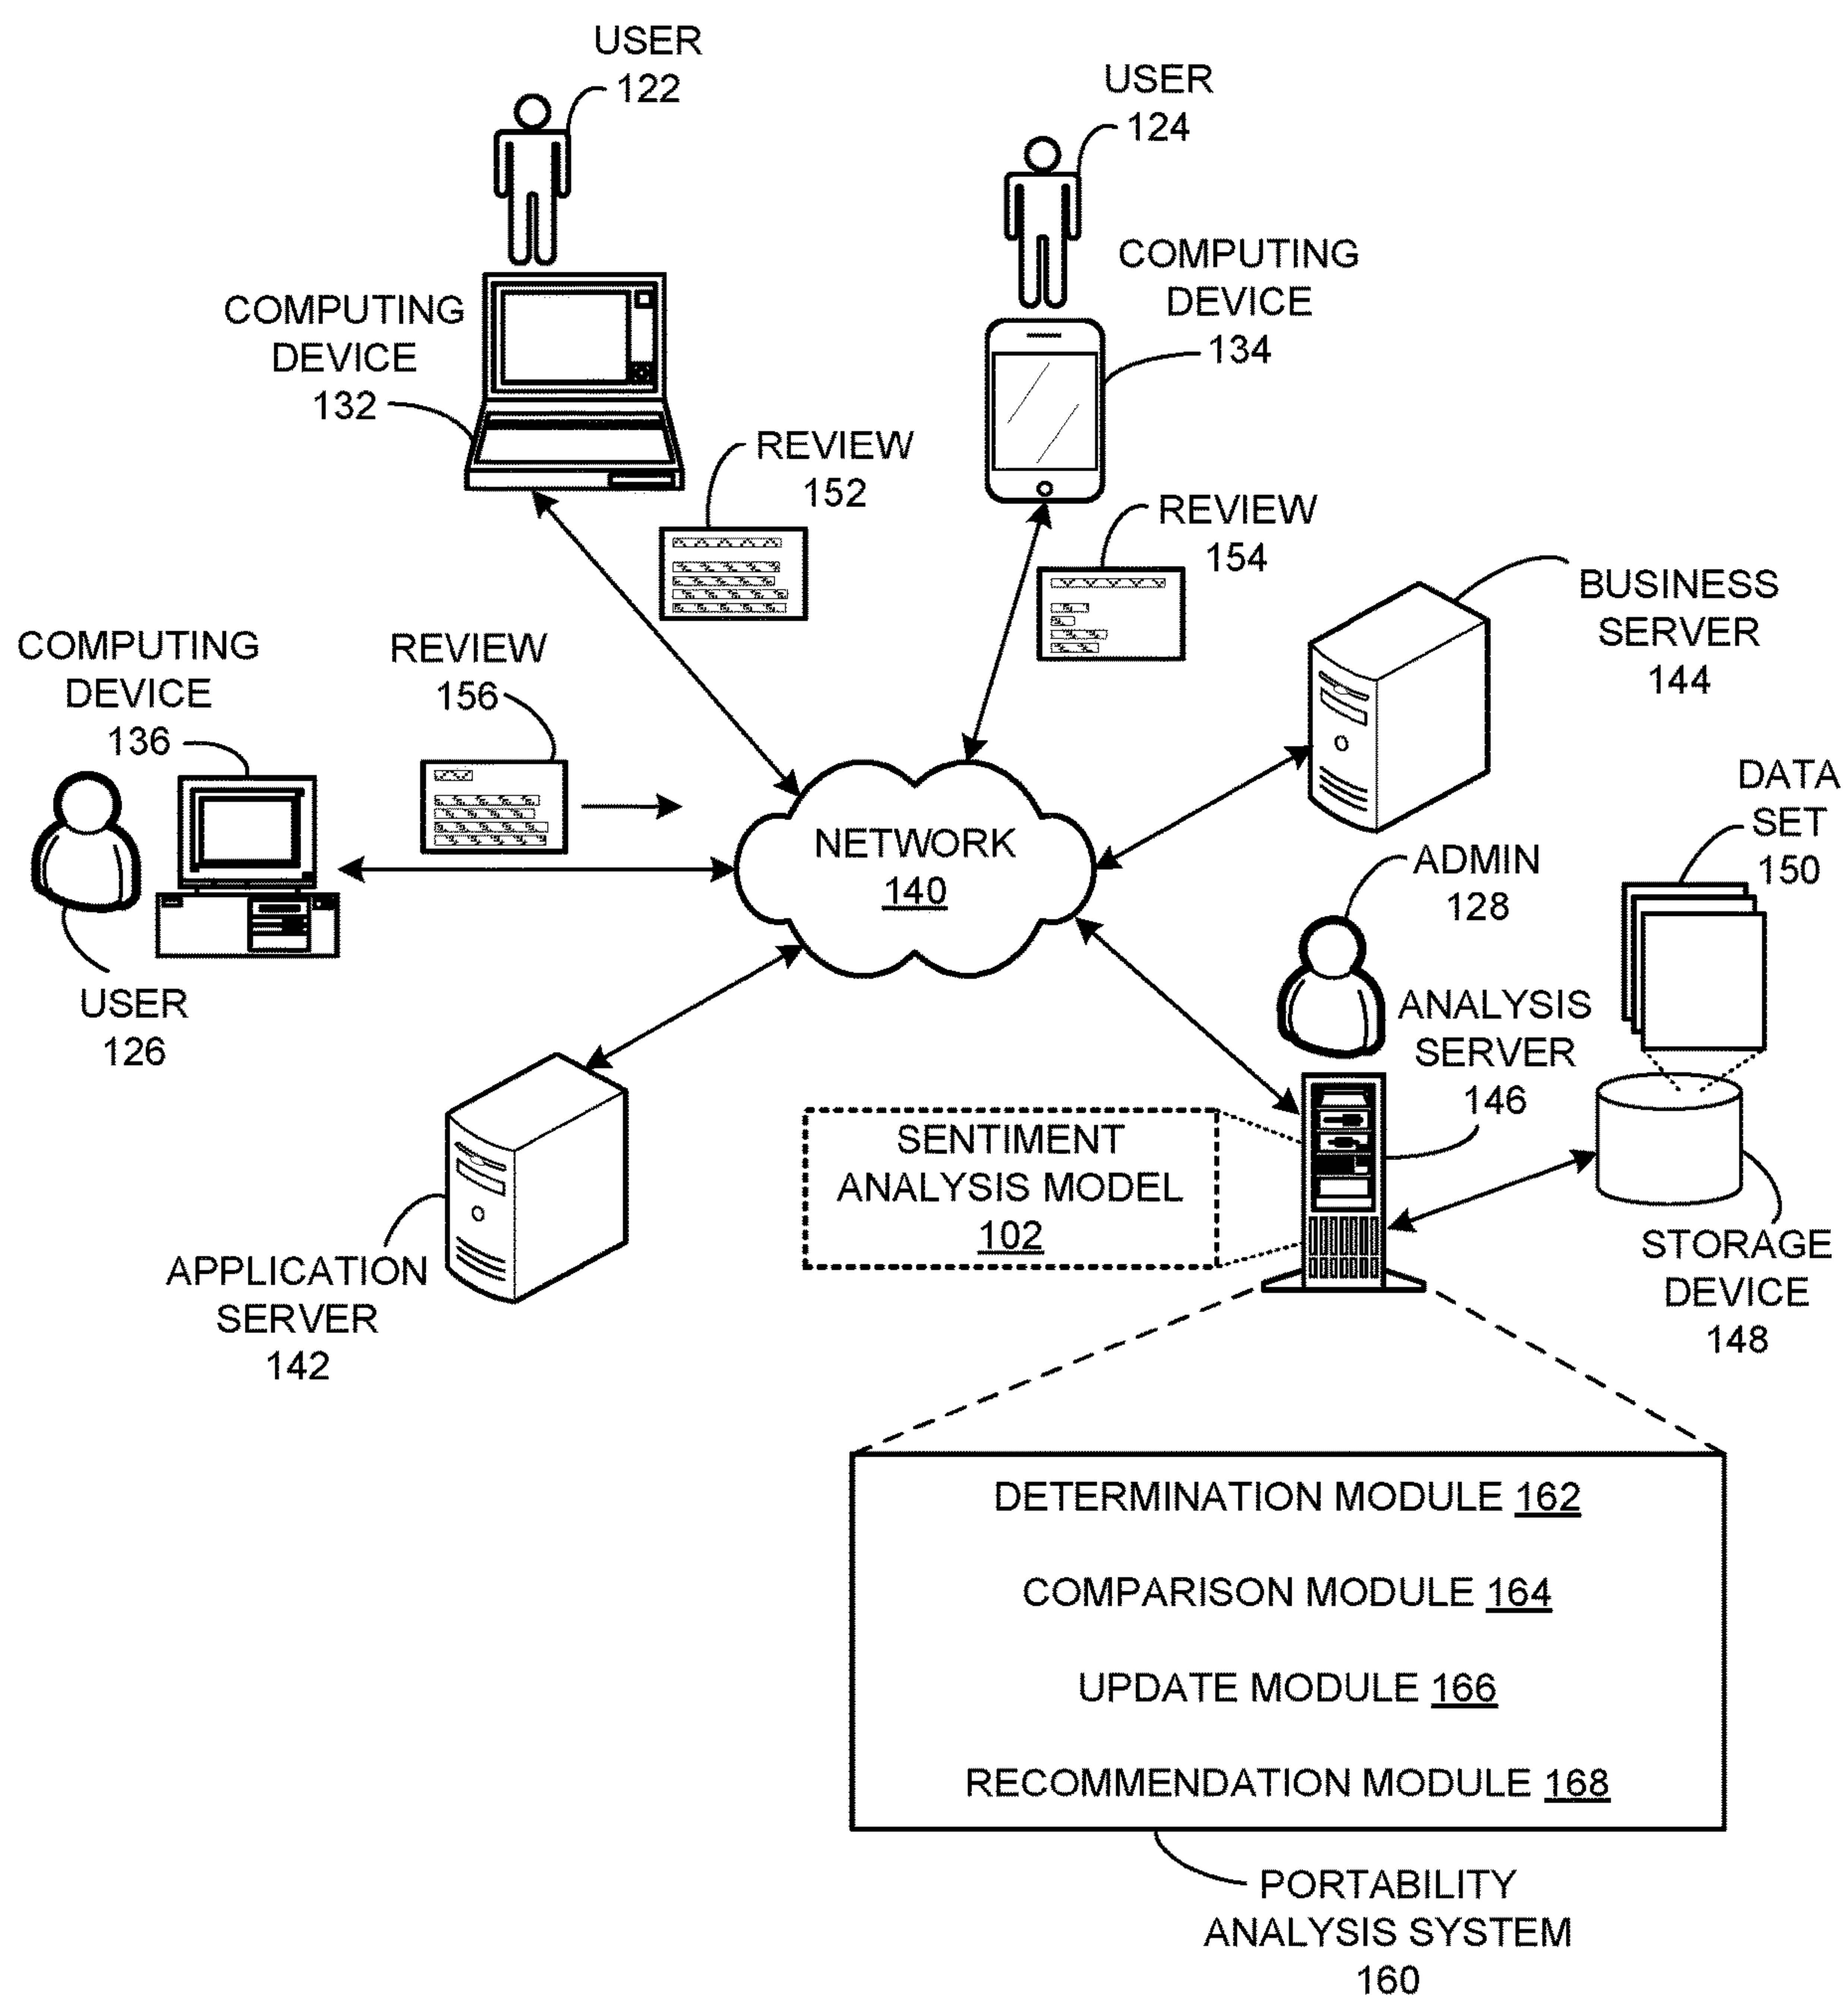 USER
122
USER
124
COMPUTING
DEVICE
132
COMPUTING
DEVICE
134
REVIEW
152
REVIEW
154
BUSINESS
SERVER
144
COMPUTING
DEVICE
136
REVIEW
156
DATA
SET
150
NETWORK
140
ADMIN
128
USER
126
ANALYSIS
SERVER
146
SENTIMENT
ANALYSIS MODEL
102
STORAGE
DEVICE
148
APPLICATION
SERVER
142
DETERMINATION MODULE 162
COMPARISON MODULE 164
UPDATE MODULE 166
RECOMMENDATION MODULE 168
PORTABILITY
ANALYSIS SYSTEM
160